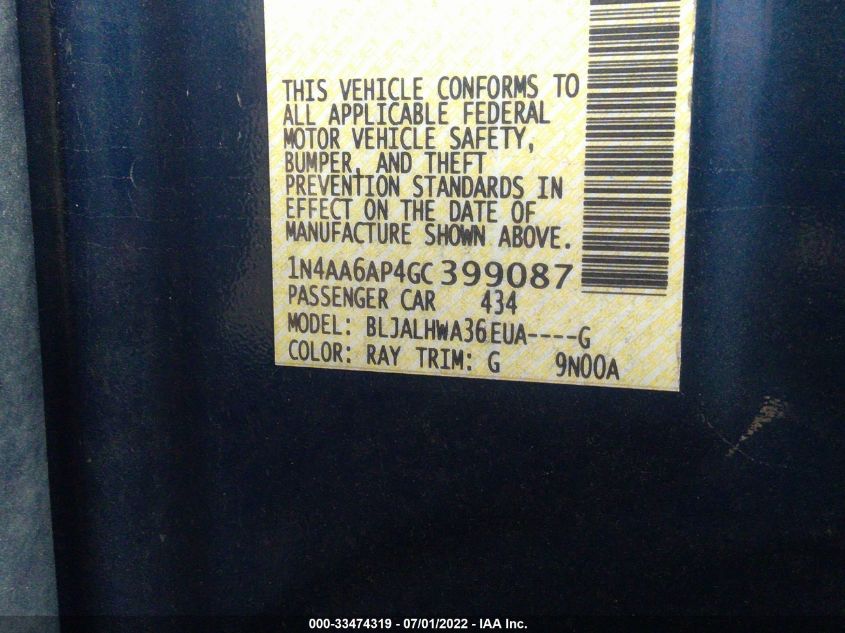 THIS VEHICLE CONFORMS TO
ALL APPLICABLE FEDERAL
MOTOR VEHICLE SAFETY,
BUMPER, AND THEFT
PREVENTION STANDARDS IN
EFFECT ON THE DATE OF
MANUFACTURE SHOWN ABOVE.
1N4AA6AP4GC 399087
PASSENGER CAR 434
MODEL: BLJALHWA36EUA----G
COLOR: RAY TRIM: G 9N00A
000-33474319 - 07/01/2022 - IAA Inc.